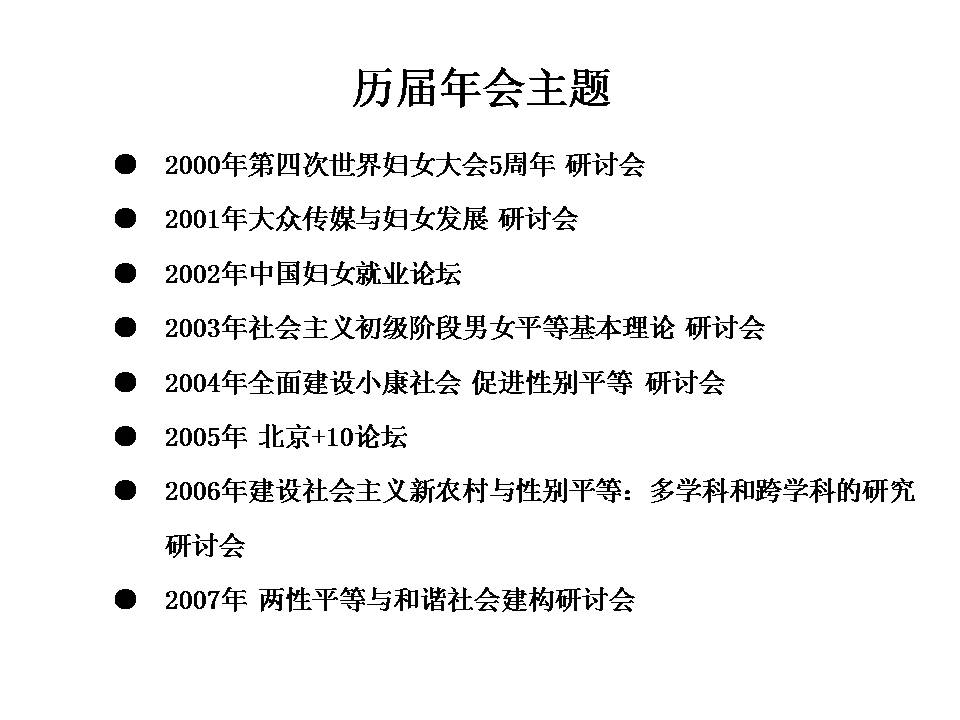 历届年会主题
● 2000年第四次世界妇女大会5周年 研讨会
● 2001年大众传媒与妇女发展 研讨会
● 2002年中国妇女就业论坛
● 2003年社会主义初级阶段男女平等基本理论 研讨会
● 2004年全面建设小康社会 促进性别平等 研讨会
● 2005年 北京+10论坛
● 2006年建设社会主义新农村与性别平等：多学科和跨学科的研究
研讨会
● 2007年 两性平等与和谐社会建构研讨会